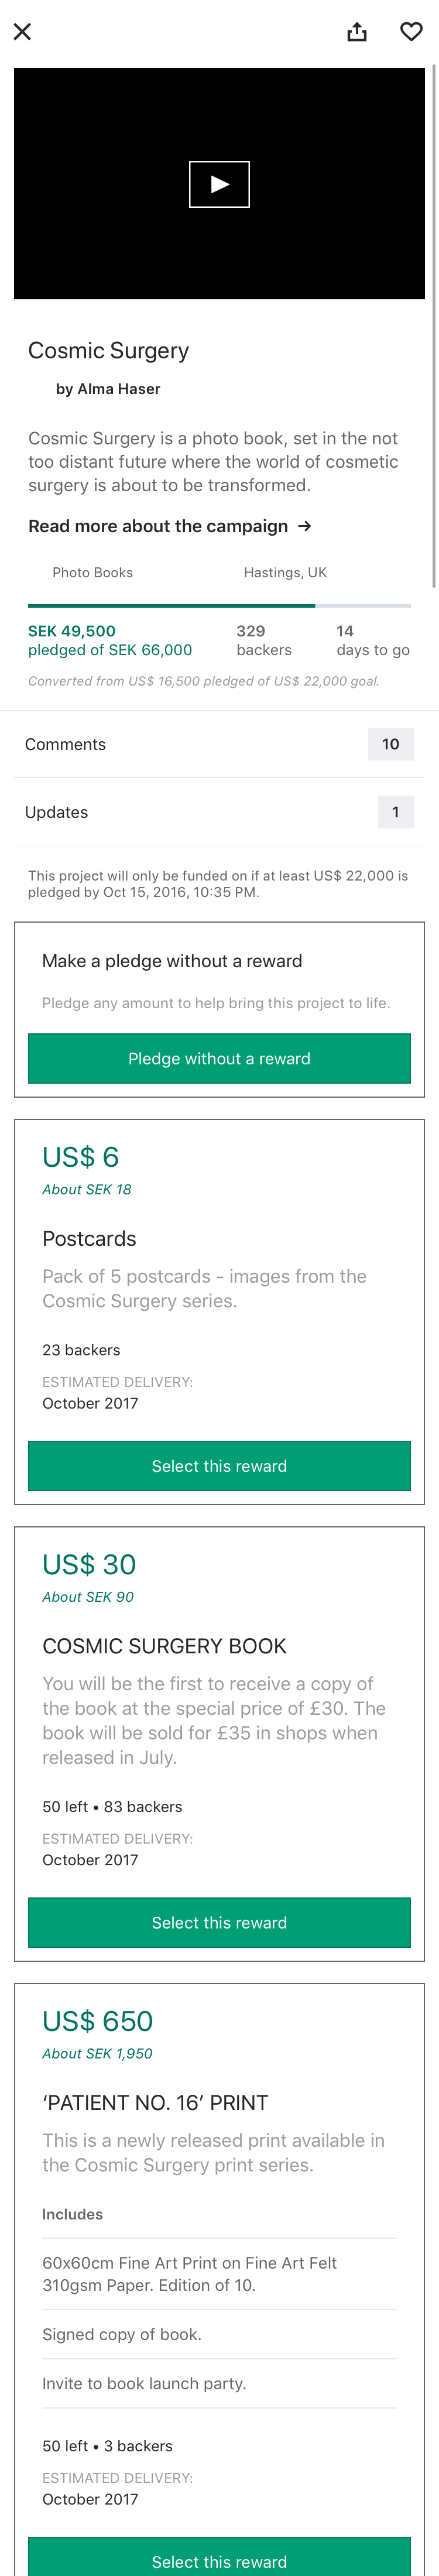 Cosmic Surgery
by Alma Haser
Cosmic Surgery is a photo book, set in the not
too distant future where the world of cosmetic
surgery is about to be transformed.
Read more about the campaign →
Photo Books
Hastings, UK
SEK 49,500
pledged of SEK 66,000
329
backers
14
days to go
Converted from US$ 16,500 pledged of US$ 22,000 goal.
Comments
10
Updates
1
This project will only be funded on if at least US$ 22,000 is
pledged by Oct 15, 2016, 10:35 PM.
Make a pledge without a reward
Pledge any amount to help bring this project to life.
Pledge without a reward
US$ 6
About SEK 18
Postcards
Pack of 5 postcards - images from the
Cosmic Surgery series.
23 backers
ESTIMATED DELIVERY:
October 2017
Select this reward
US$ 30
About SEK 90
COSMIC SURGERY BOOK
You will be the first to receive a copy of
the book at the special price of £30. The
book will be sold for £35 in shops when
released in July.
50 left • 83 backers
ESTIMATED DELIVERY:
October 2017
Select this reward
US$ 650
About SEK 1,950
‘PATIENT NO. 16’ PRINT
This is a newly released print available in
the Cosmic Surgery print series.
Includes
60x60cm Fine Art Print on Fine Art Felt
310gsm Paper. Edition of 10.
Signed copy of book.
Invite to book launch party.
50 left • 3 backers
ESTIMATED DELIVERY:
October 2017
Select this reward